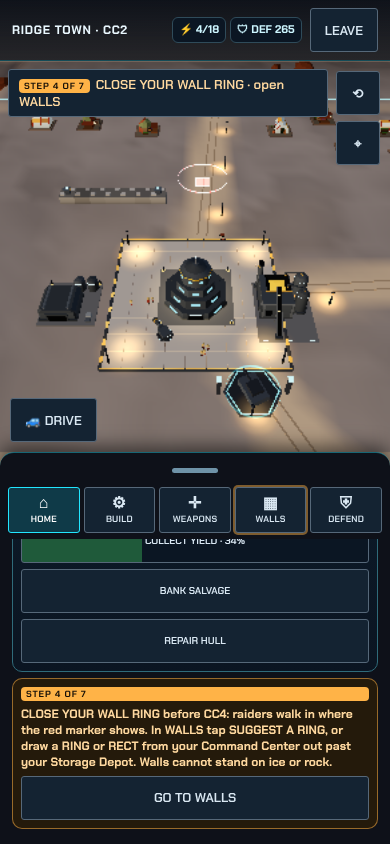 RIDGE TOWN · CC2
⚡ 4/18
🛡 DEF 265
LEAVE
STEP 4 OF 7 CLOSE YOUR WALL RING · open
WALLS
🚙 DRIVE
HOME
BUILD
WEAPONS
WALLS
DEFEND
COLLECT YIELD · 34%
BANK SALVAGE
REPAIR HULL
STEP 4 OF 7
CLOSE YOUR WALL RING before CC4: raiders walk in where
the red marker shows. In WALLS tap SUGGEST A RING, or
draw a RING or RECT from your Command Center out past
your Storage Depot. Walls cannot stand on ice or rock.
GO TO WALLS